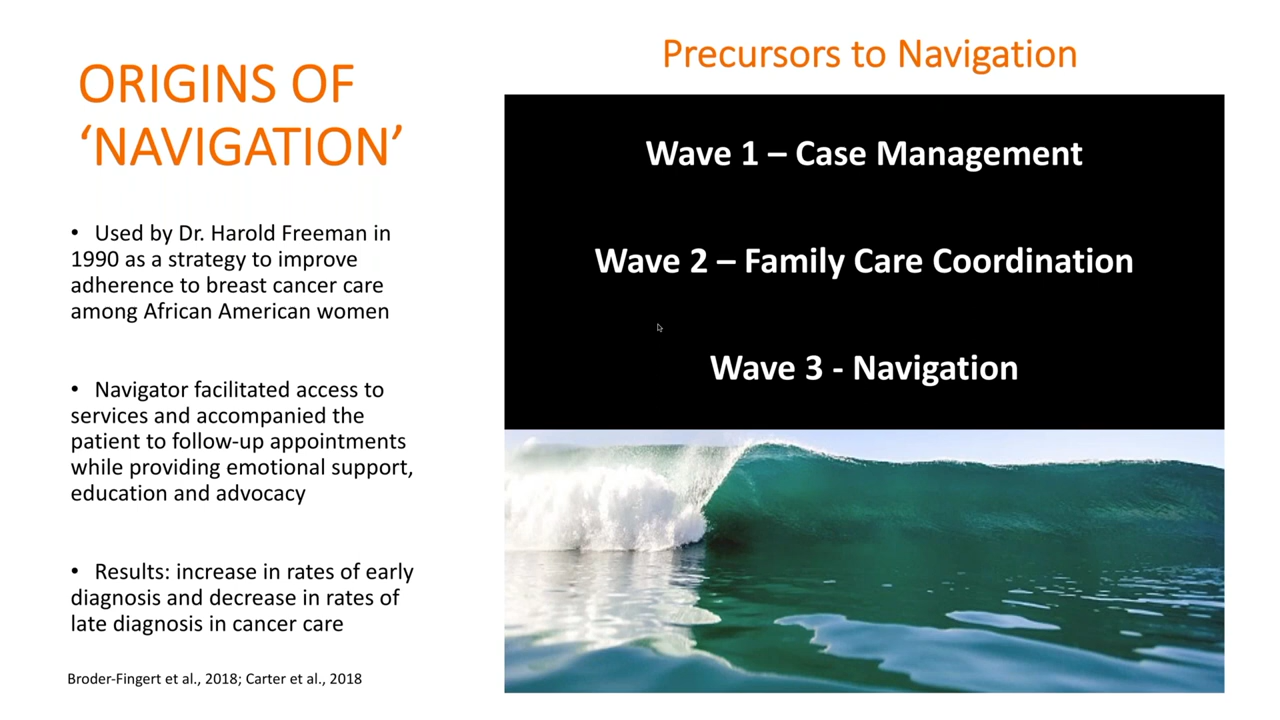 ORIGINS OF
‘NAVIGATION’
• Used by Dr. Harold Freeman in
1990 as a strategy to improve
adherence to breast cancer care
among African American women
• Navigator facilitated access to
services and accompanied the
patient to follow-up appointments
while providing emotional support,
education and advocacy
• Results: increase in rates of early
diagnosis and decrease in rates of
late diagnosis in cancer care
Broder-Fingert et al., 2018; Carter et al., 2018
Precursors to Navigation
Wave 1 – Case Management
Wave 2 – Family Care Coordination
Wave 3 - Navigation